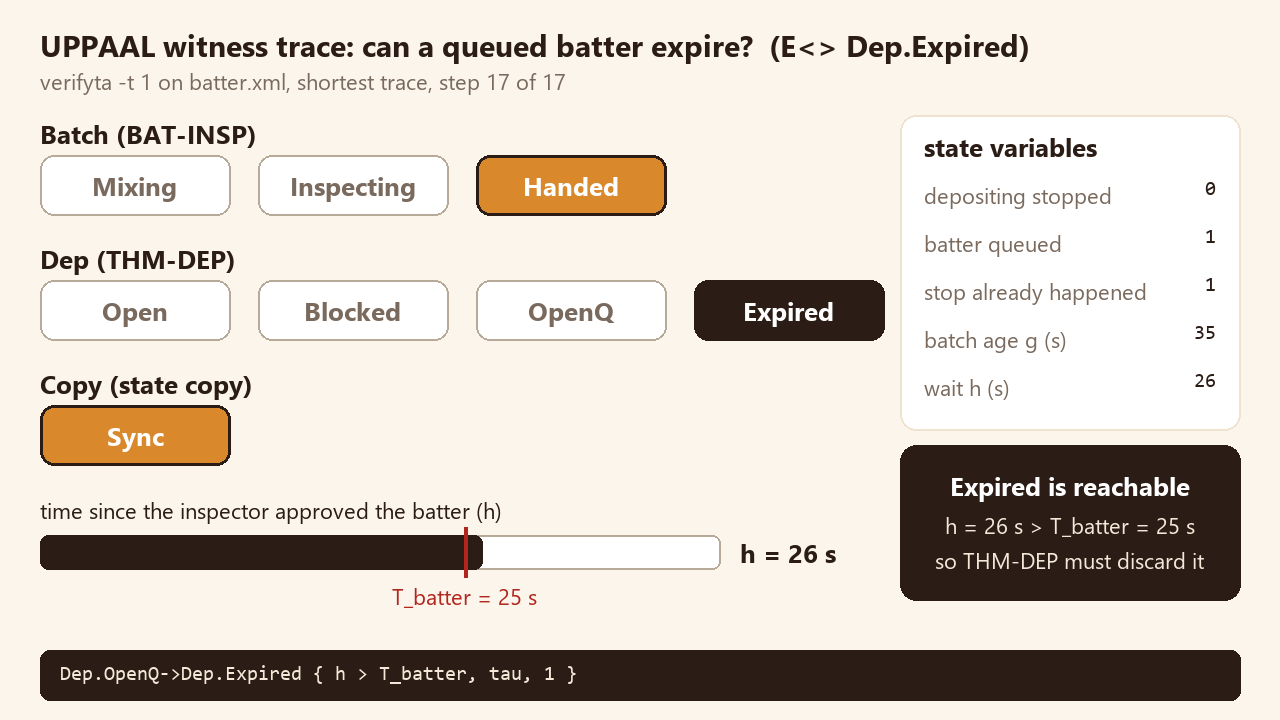 UPPAAL witness trace: can a queued batter expire?  (E<> Dep.Expired)
verifyta -t 1 on batter.xml, shortest trace, step 17 of 17
Batch (BAT-INSP)
Mixing
Inspecting
Handed
Dep (THM-DEP)
Open
Blocked
OpenQ
Expired
Copy (state copy)
Sync
time since the inspector approved the batter (h)
h = 26 s
T_batter = 25 s
state variables
depositing stopped 0
batter queued 1
stop already happened 1
batch age g (s) 35
wait h (s) 26
Expired is reachable
h = 26 s > T_batter = 25 s
so THM-DEP must discard it
Dep.OpenQ->Dep.Expired { h > T_batter, tau, 1 }